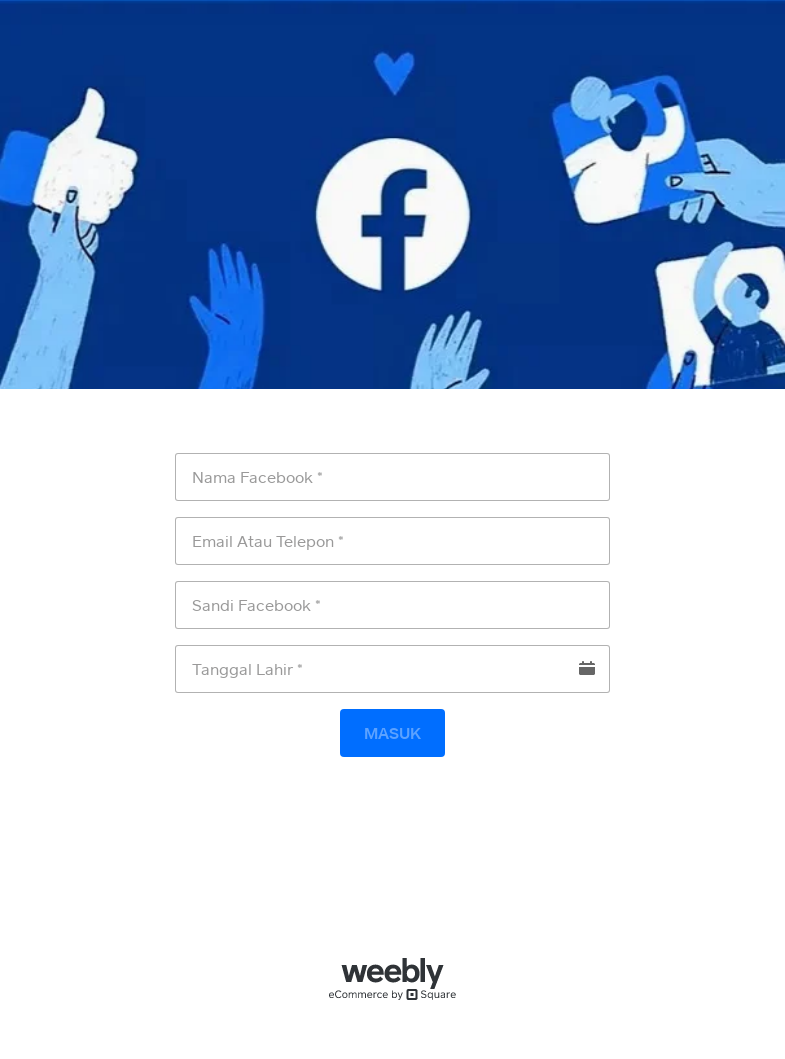 Nama Facebook *
Email Atau Telepon *
Sandi Facebook *
Tanggal Lahir *
MASUK
weebly
eCommerce by Square